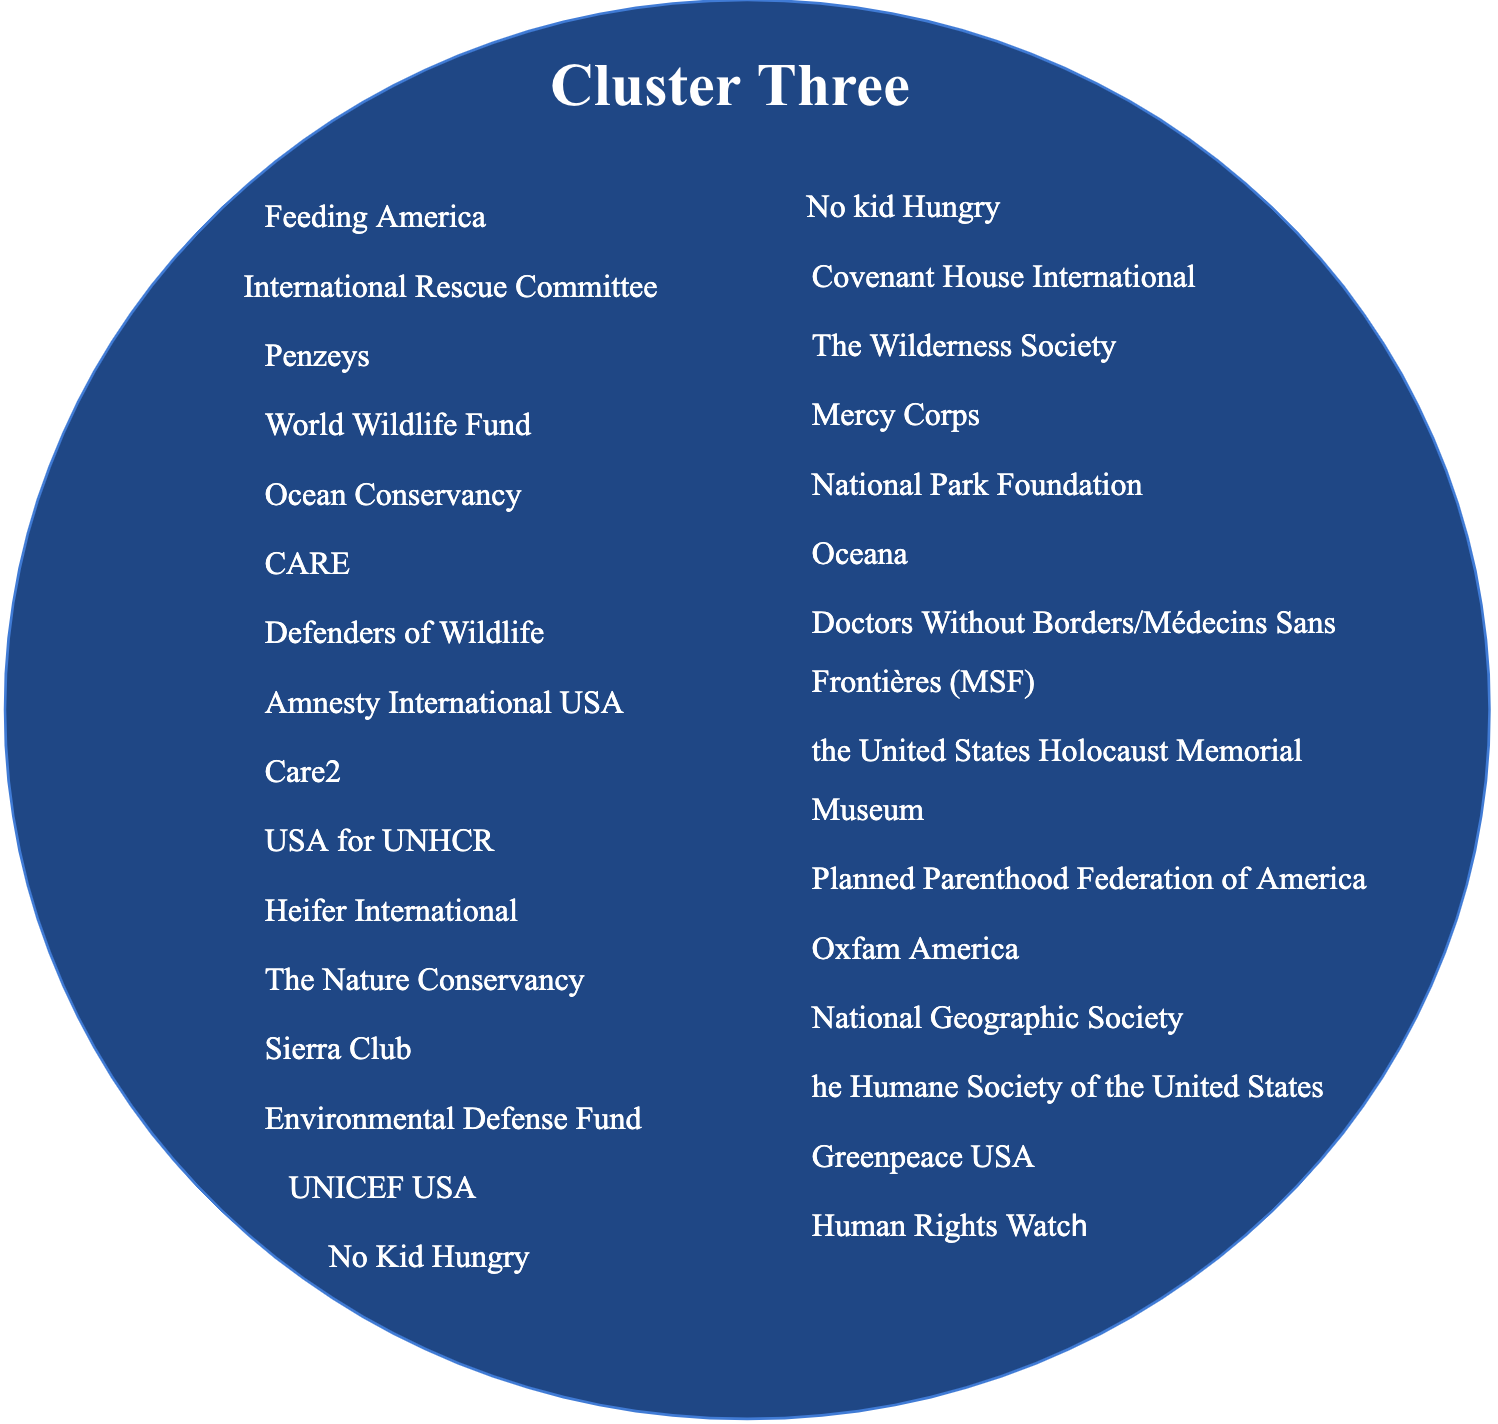 Cluster Three
Feeding America
International Rescue Committee
Penzeys
World Wildlife Fund
Ocean Conservancy
CARE
Defenders of Wildlife
Amnesty International USA
Care2
USA for UNHCR
Heifer International
The Nature Conservancy
Sierra Club
Environmental Defense Fund
UNICEF USA
No Kid Hungry
No kid Hungry
Covenant House International
The Wilderness Society
Mercy Corps
National Park Foundation
Oceana
Doctors Without Borders/Médecins Sans
Frontières (MSF)
the United States Holocaust Memorial
Museum
Planned Parenthood Federation of America
Oxfam America
National Geographic Society
he Humane Society of the United States
Greenpeace USA
Human Rights Watch